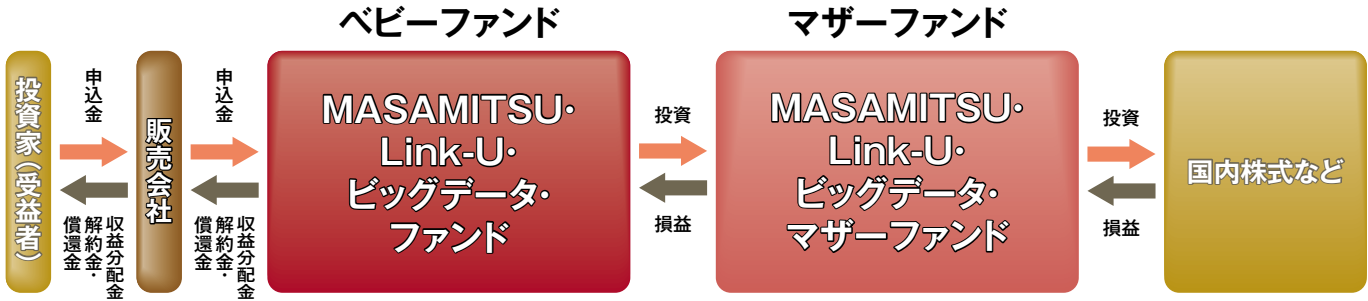 ベビーファンド
マザーファンド
投資家（受益者）
申込金
収益分配金
解約金・
償還金
販売会社
申込金
収益分配金
解約金・
償還金
MASAMITSU・
Link-U・
ビッグデータ・
ファンド
投資
損益
MASAMITSU・
Link-U・
ビッグデータ・
マザーファンド
投資
損益
国内株式など